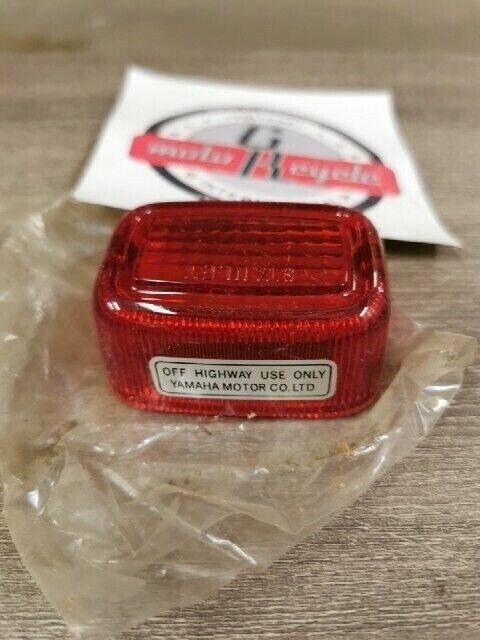 moto cycle
STANLEY
OFF HIGHWAY USE ONLY
YAMAHA MOTOR CO. LTD